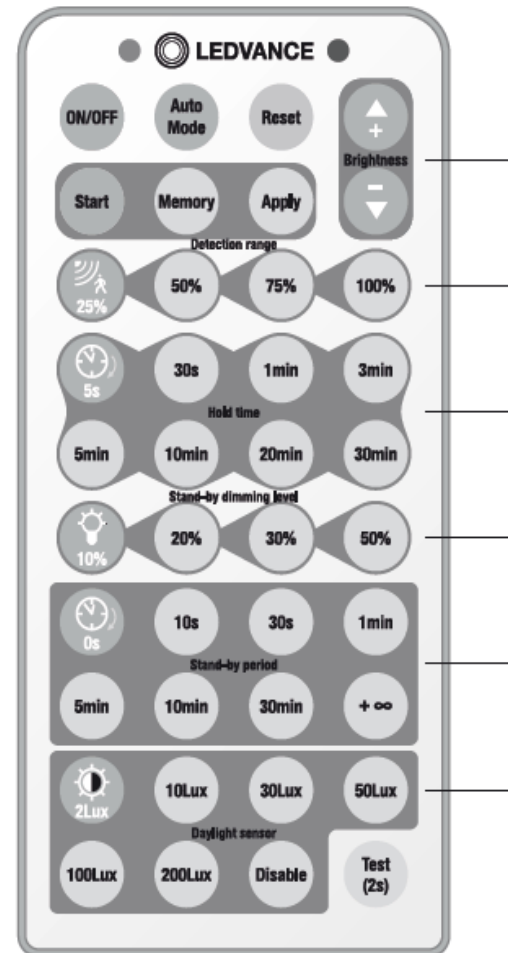 LEDVANCE
ON/OFF
Auto
Mode
Reset
+
Brightness
−
Start
Memory
Apply
Detection range
25%
50%
75%
100%
5s
30s
1min
3min
Hold time
5min
10min
20min
30min
Stand-by dimming level
10%
20%
30%
50%
0s
10s
30s
1min
Stand-by period
5min
10min
30min
+ ∞
2Lux
10Lux
30Lux
50Lux
Daylight sensor
100Lux
200Lux
Disable
Test
(2s)